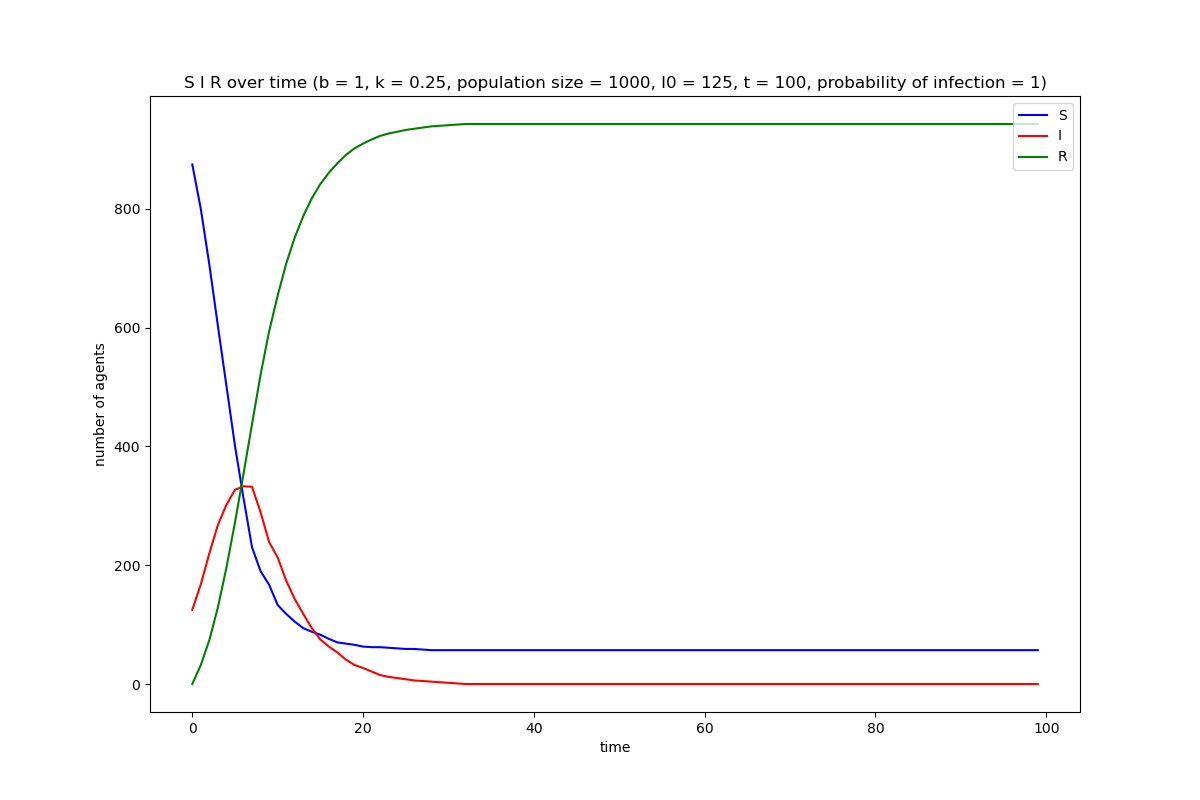 S I R over time (b = 1, k = 0.25, population size = 1000, I0 = 125, t = 100, probability of infection = 1)
S
I
R
800
600
400
200
0
number of agents
0 20 40 60 80 100
time